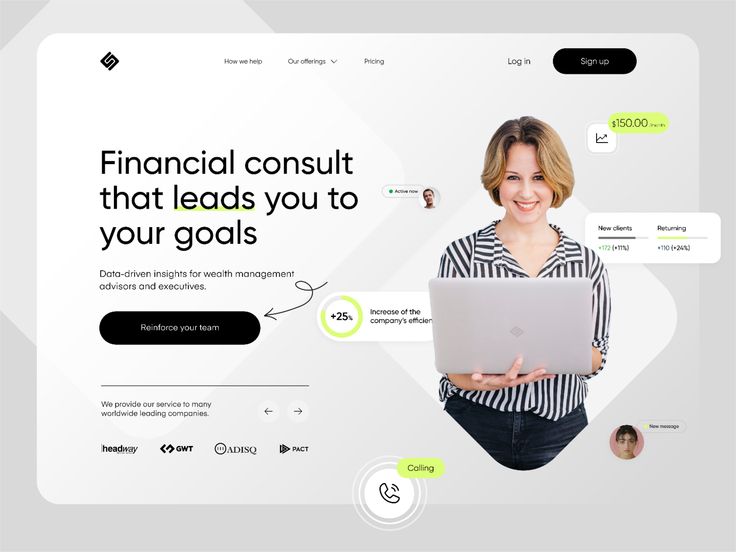 How we help
Our offerings
Pricing
Log in
Sign up
$150.00 /month
Financial consult
that leads you to
your goals
Active now
New clients
Returning
+172 (+11%)
+110 (+24%)
Data-driven insights for wealth management
advisors and executives.
Reinforce your team
+25%
Increase of the
company's efficien
We provide our service to many
worldwide leading companies.
headway
GWT
ADISQ
PACT
New message
Calling